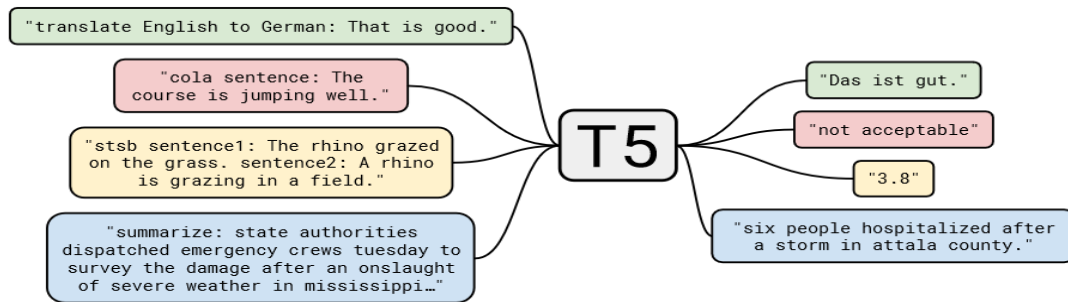 "translate English to German: That is good."
"cola sentence: The
course is jumping well."
"stsb sentence1: The rhino grazed
on the grass. sentence2: A rhino
is grazing in a field."
"summarize: state authorities
dispatched emergency crews tuesday to
survey the damage after an onslaught
of severe weather in mississippi…"
T5
"Das ist gut."
"not acceptable"
"3.8"
"six people hospitalized after
a storm in attala county."